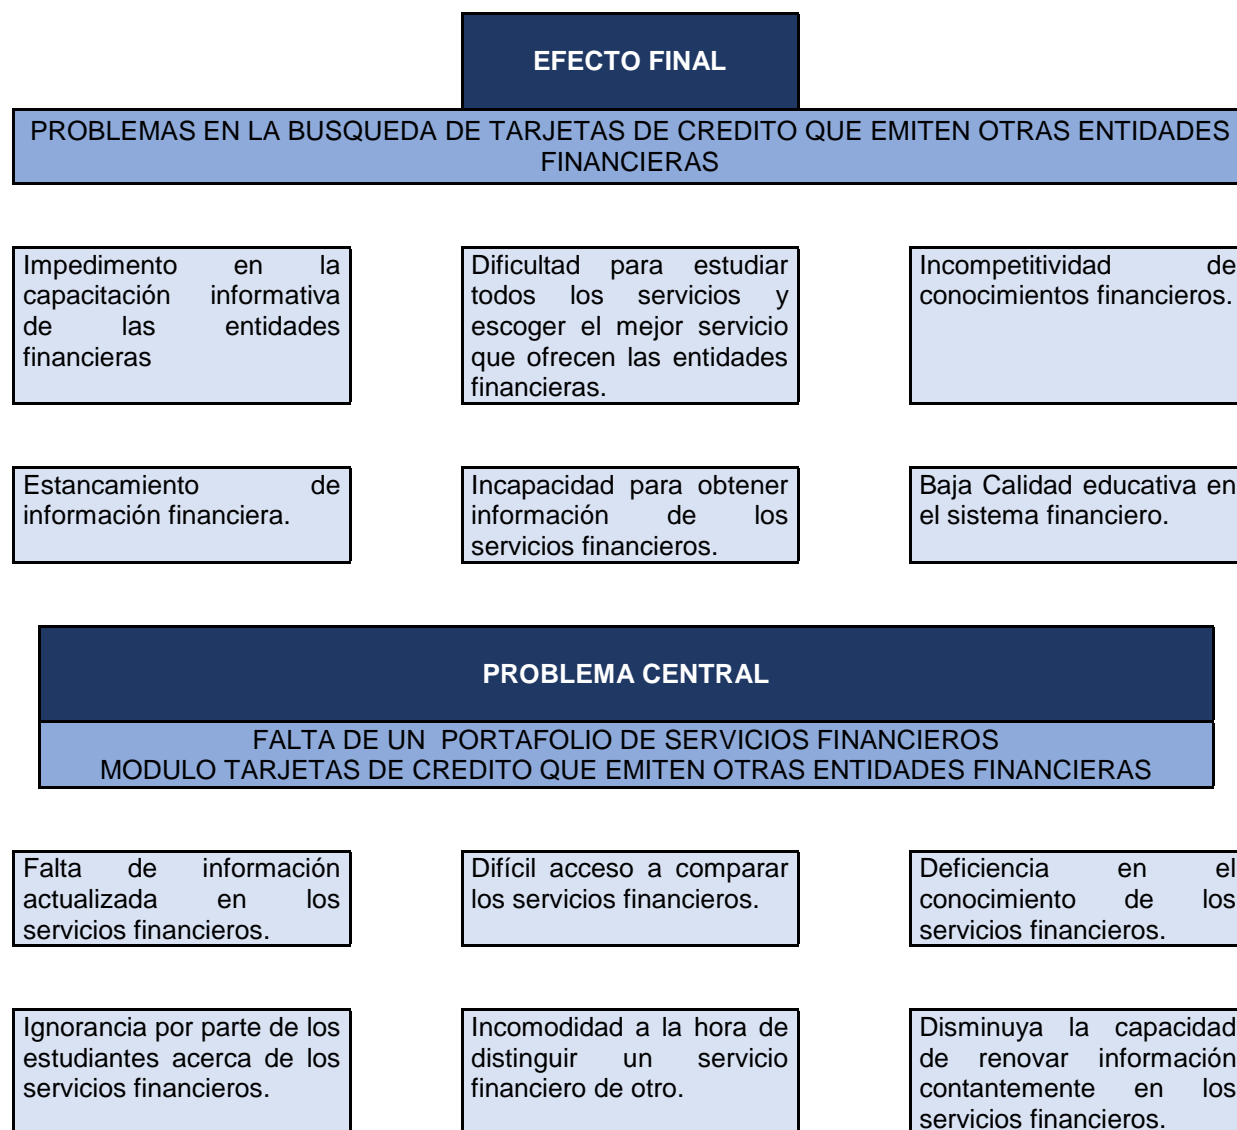 EFECTO FINAL
PROBLEMAS EN LA BUSQUEDA DE TARJETAS DE CREDITO QUE EMITEN OTRAS ENTIDADES
FINANCIERAS
Impedimento en la
capacitación informativa
de las entidades
financieras
Dificultad para estudiar
todos los servicios y
escoger el mejor servicio
que ofrecen las entidades
financieras.
Incompetitividad de
conocimientos financieros.
Estancamiento de
información financiera.
Incapacidad para obtener
información de los
servicios financieros.
Baja Calidad educativa en
el sistema financiero.
PROBLEMA CENTRAL
FALTA DE UN PORTAFOLIO DE SERVICIOS FINANCIEROS
MODULO TARJETAS DE CREDITO QUE EMITEN OTRAS ENTIDADES FINANCIERAS
Falta de información
actualizada en los
servicios financieros.
Difícil acceso a comparar
los servicios financieros.
Deficiencia en el
conocimiento de los
servicios financieros.
Ignorancia por parte de los
estudiantes acerca de los
servicios financieros.
Incomodidad a la hora de
distinguir un servicio
financiero de otro.
Disminuya la capacidad
de renovar información
contantemente en los
servicios financieros.